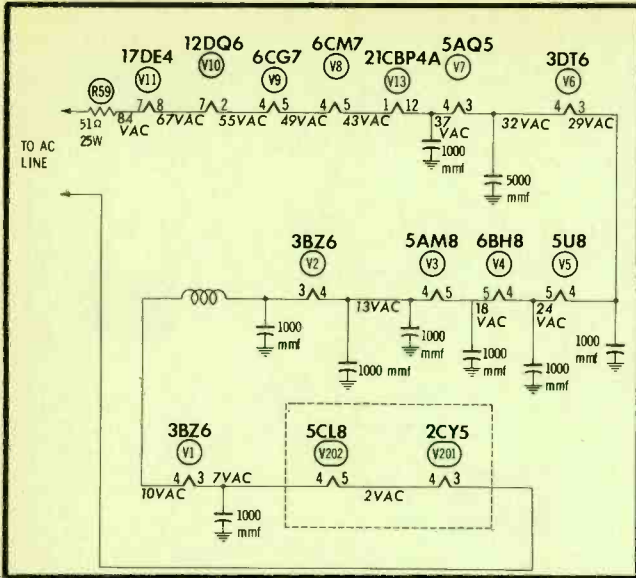 17DE4 12DQ6 6CG7 6CM7 21CBP4A 5AQ5 3DT6
R59 V11 V10 V9 V8 V13 V7 V6
7 8 7 2 4 5 4 5 1 12 4 3 4 3
51Ω 84 67VAC 55VAC 49VAC 43VAC 37 32VAC 29VAC
25W VAC VAC
TO AC
LINE
1000
mmf
5000
mmf
3BZ6 5AM8 6BH8 5U8
V2 V3 V4 V5
3 4 4 5 5 4 5 4
13VAC 18 24
VAC VAC
1000
mmf
1000 mmf
1000
mmf
1000
mmf
1000
mmf
1000
mmf
3BZ6 5CL8 2CY5
V1 V202 V201
4 3 7VAC 4 5 4 3
10VAC 2VAC
1000
mmf